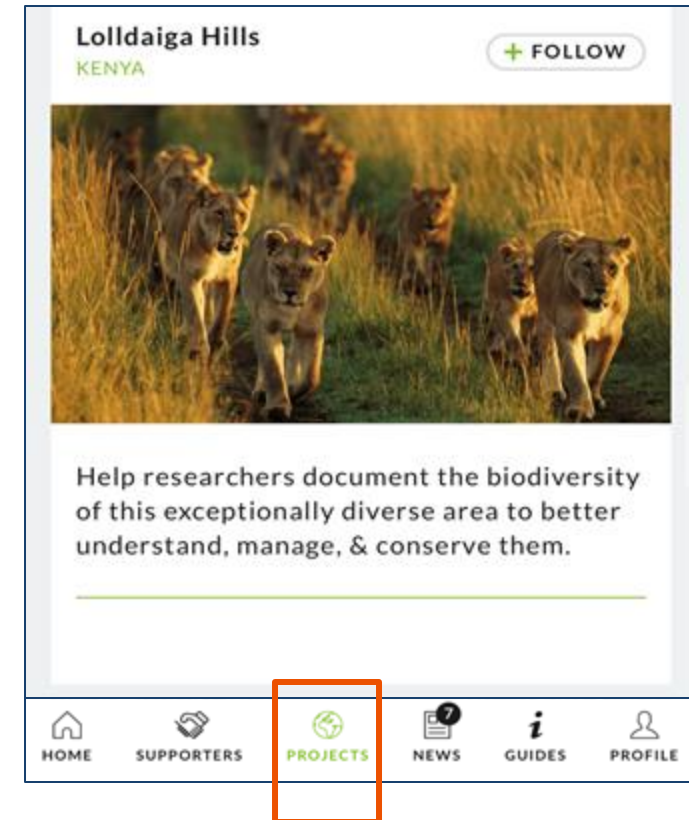 Lolldaiga Hills
KENYA
+ FOLLOW
Help researchers document the biodiversity
of this exceptionally diverse area to better
understand, manage, & conserve them.
7
HOME SUPPORTERS PROJECTS NEWS GUIDES PROFILE